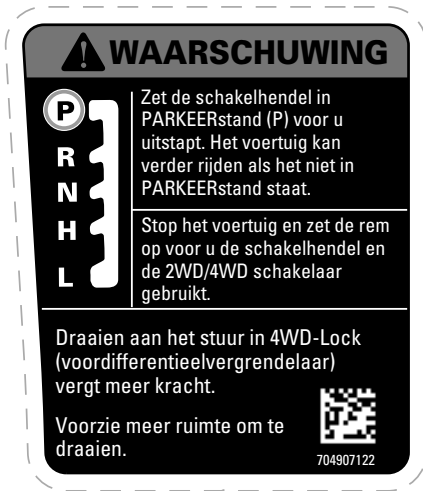 WAARSCHUWING
P
R
N
H
L
Zet de schakelhendel in
PARKEERstand (P) voor u
uitstapt. Het voertuig kan
verder rijden als het niet in
PARKEERstand staat.
Stop het voertuig en zet de rem
op voor u de schakelhendel en
de 2WD/4WD schakelaar
gebruikt.
Draaien aan het stuur in 4WD-Lock
(voordifferentieelvergrendelaar)
vergt meer kracht.
Voorzie meer ruimte om te
draaien.
704907122